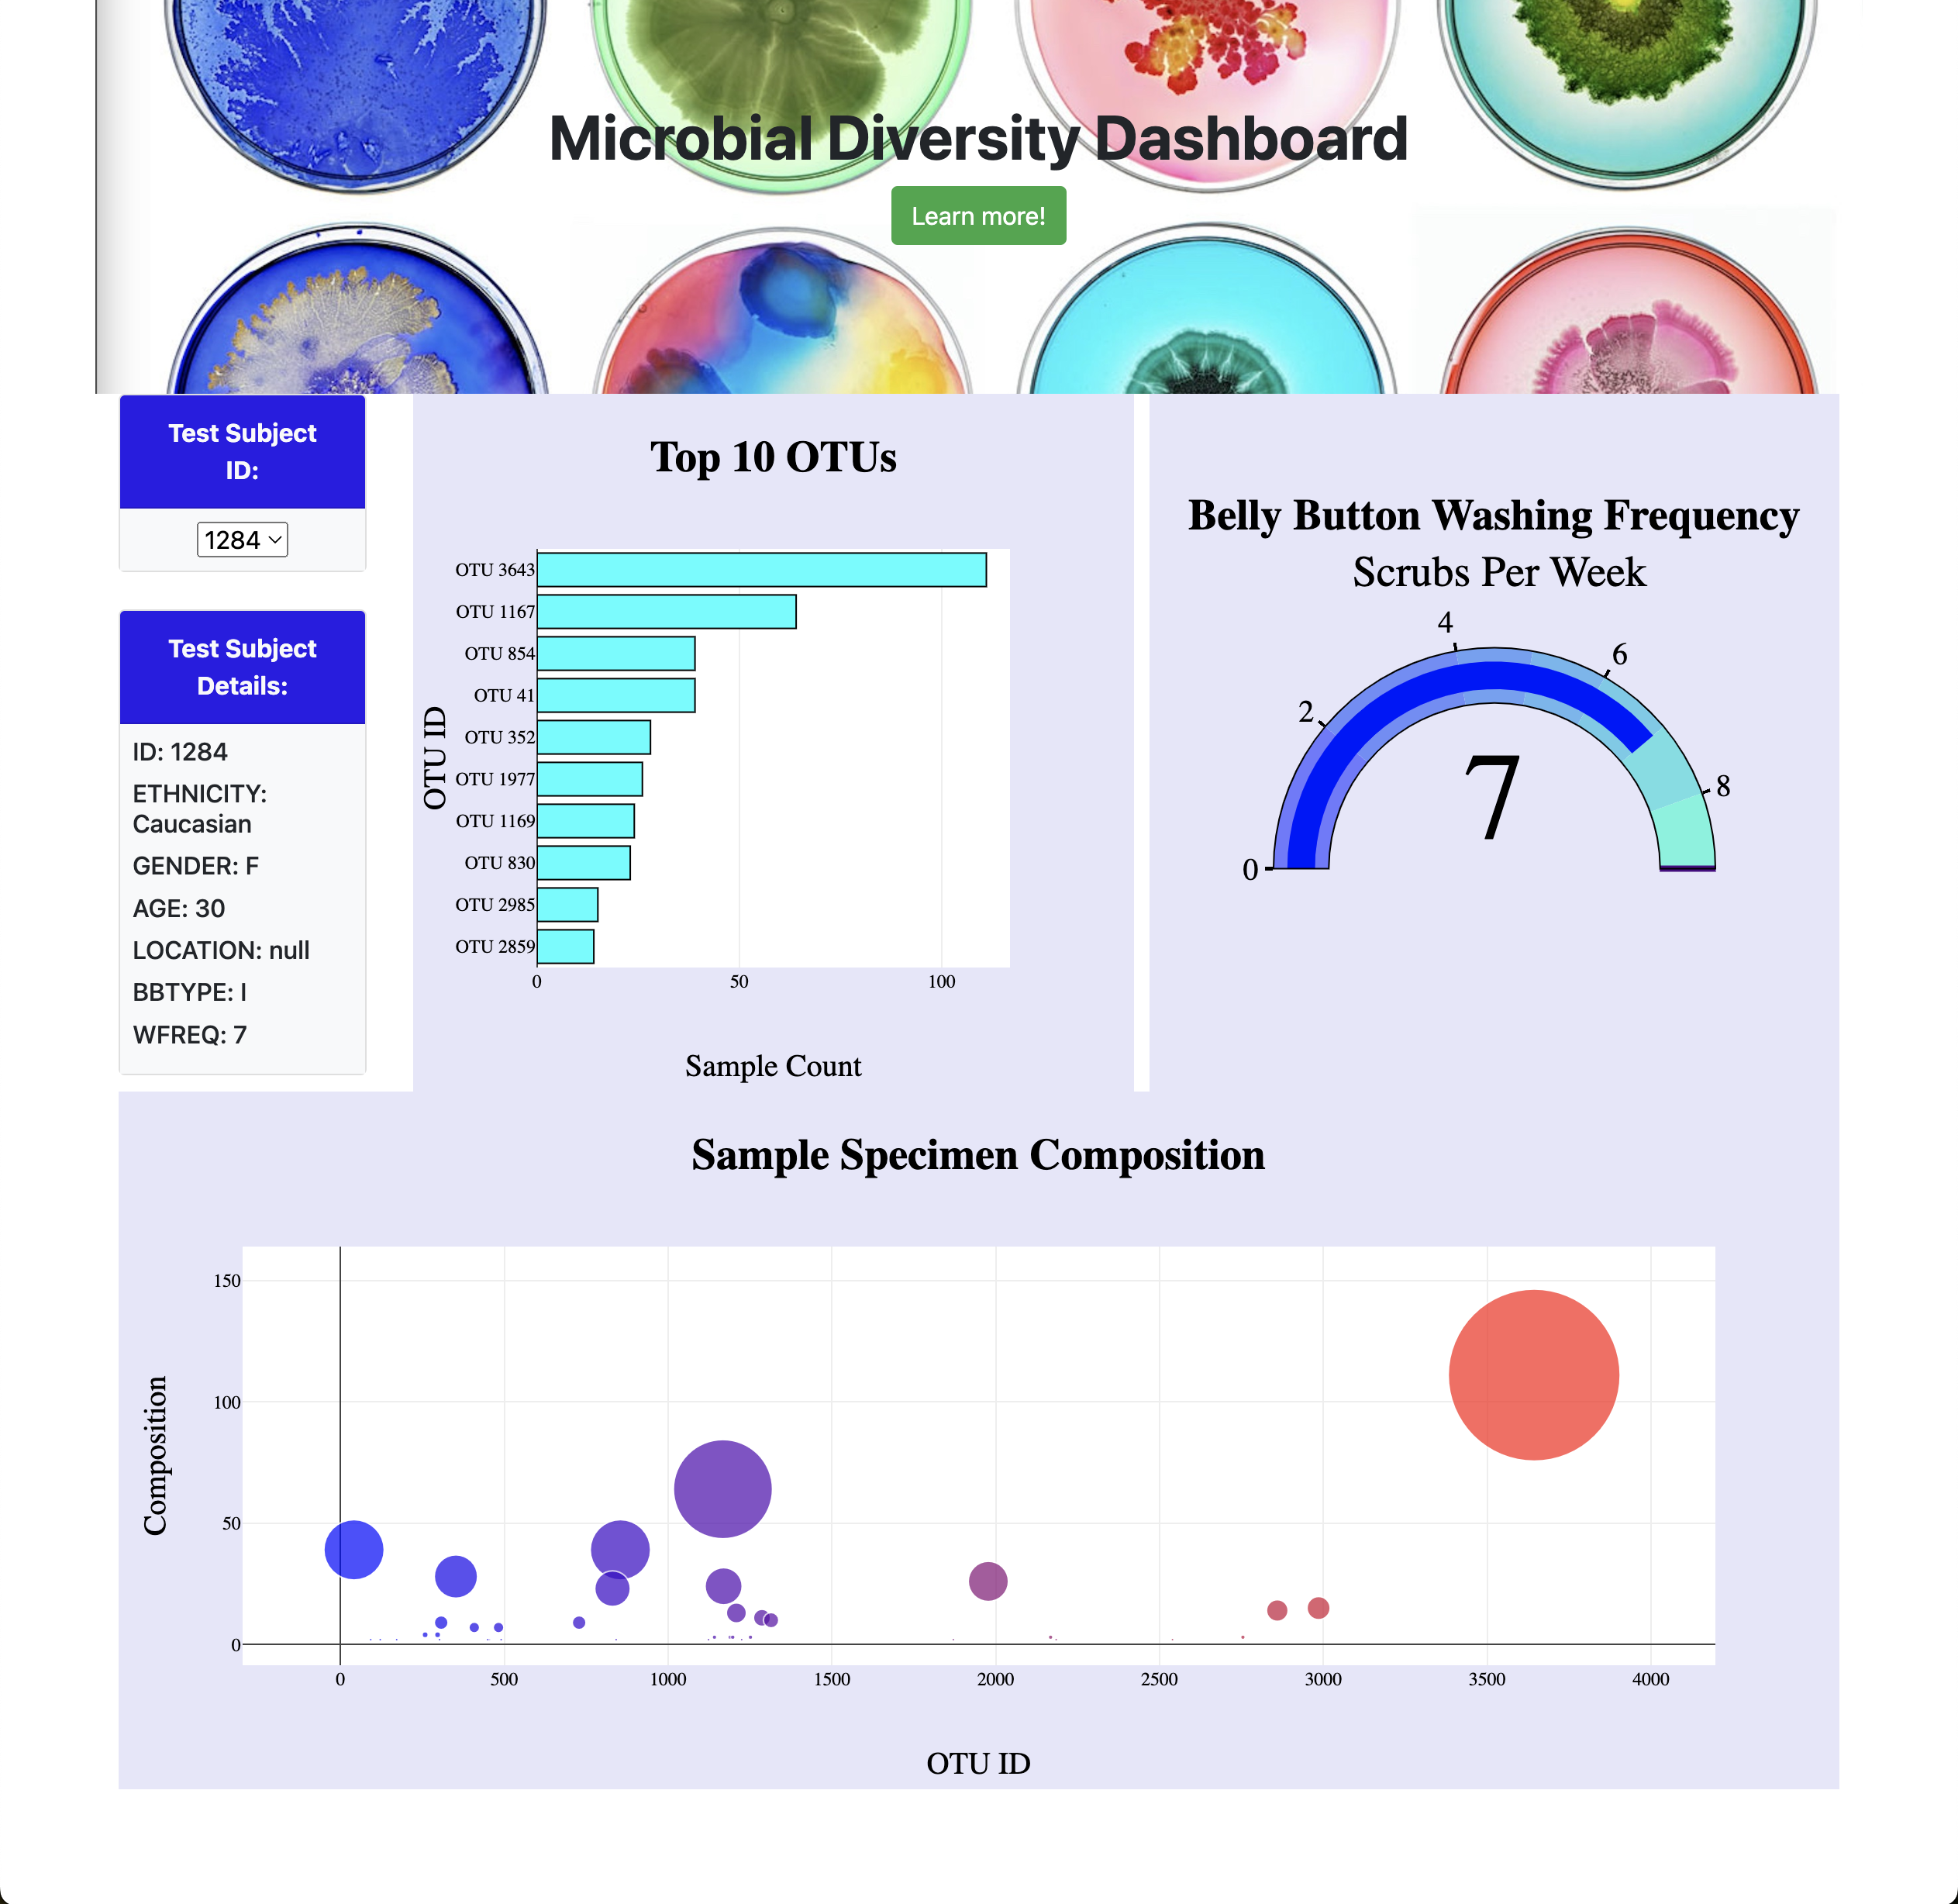 Microbial Diversity Dashboard
Learn more!
Test Subject
ID:
1284
Test Subject
Details:
ID: 1284
ETHNICITY:
Caucasian
GENDER: F
AGE: 30
LOCATION: null
BBTYPE: I
WFREQ: 7
Top 10 OTUs
OTU ID
OTU 3643
OTU 1167
OTU 854
OTU 41
OTU 352
OTU 1977
OTU 1169
OTU 830
OTU 2985
OTU 2859
0 50 100
Sample Count
Belly Button Washing Frequency
Scrubs Per Week
0
2
4
6
8
7
Sample Specimen Composition
Composition
150
100
50
0
0 500 1000 1500 2000 2500 3000 3500 4000
OTU ID